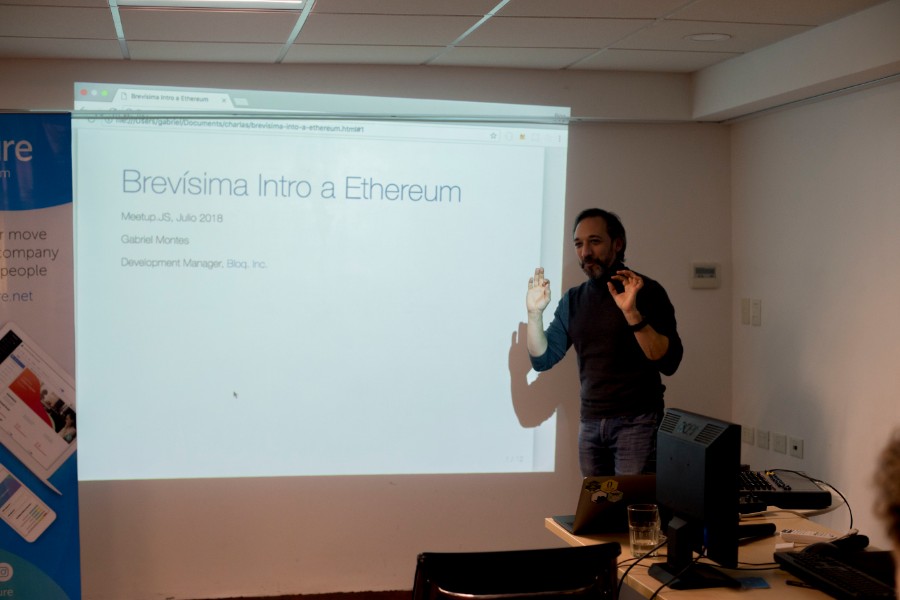 Brevísima Intro a Ethereum
Brevísima Intro a Ethereum
Meetup.JS, Julio 2018
Gabriel Montes
Development Manager, Bloq, Inc.
re
r move
company
people
re.net